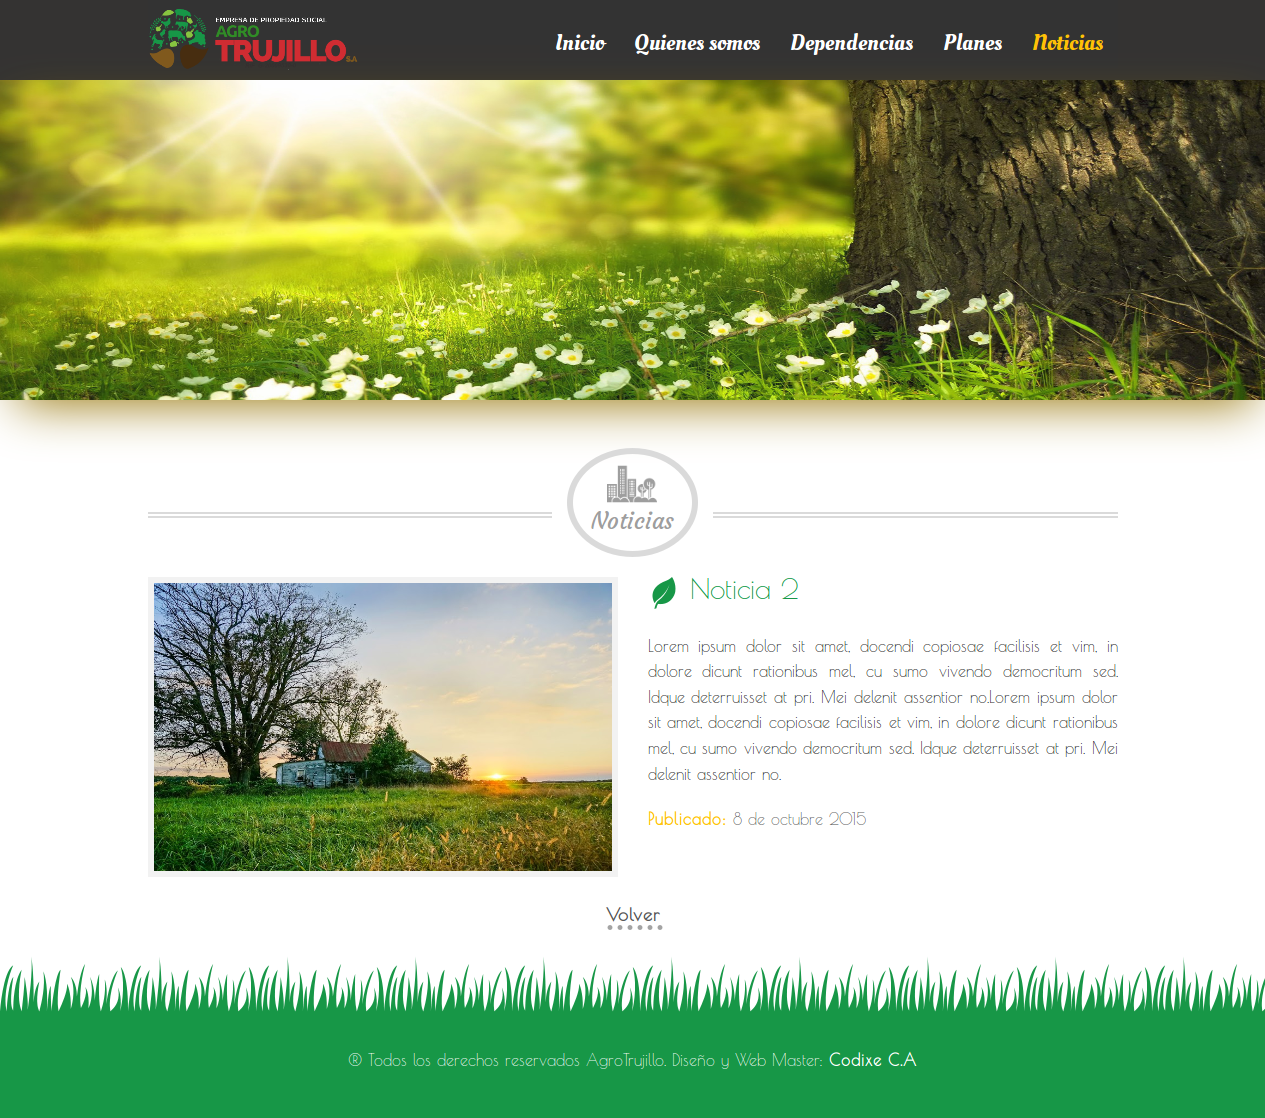 EMPRESA DE PROPIEDAD SOCIAL
AGRO
TRUJILLO S.A
Inicio Quienes somos Dependencias Planes Noticias
Noticias
Noticia 2
Lorem ipsum dolor sit amet, docendi copiosae facilisis et vim, in
dolore dicunt rationibus mel, cu sumo vivendo democritum sed.
Idque deterruisset at pri. Mei delenit assentior no.Lorem ipsum dolor
sit amet, docendi copiosae facilisis et vim, in dolore dicunt rationibus
mel, cu sumo vivendo democritum sed. Idque deterruisset at pri. Mei
delenit assentior no.
Publicado: 8 de octubre 2015
Volver
® Todos los derechos reservados AgroTrujillo. Diseño y Web Master: Codixe C.A